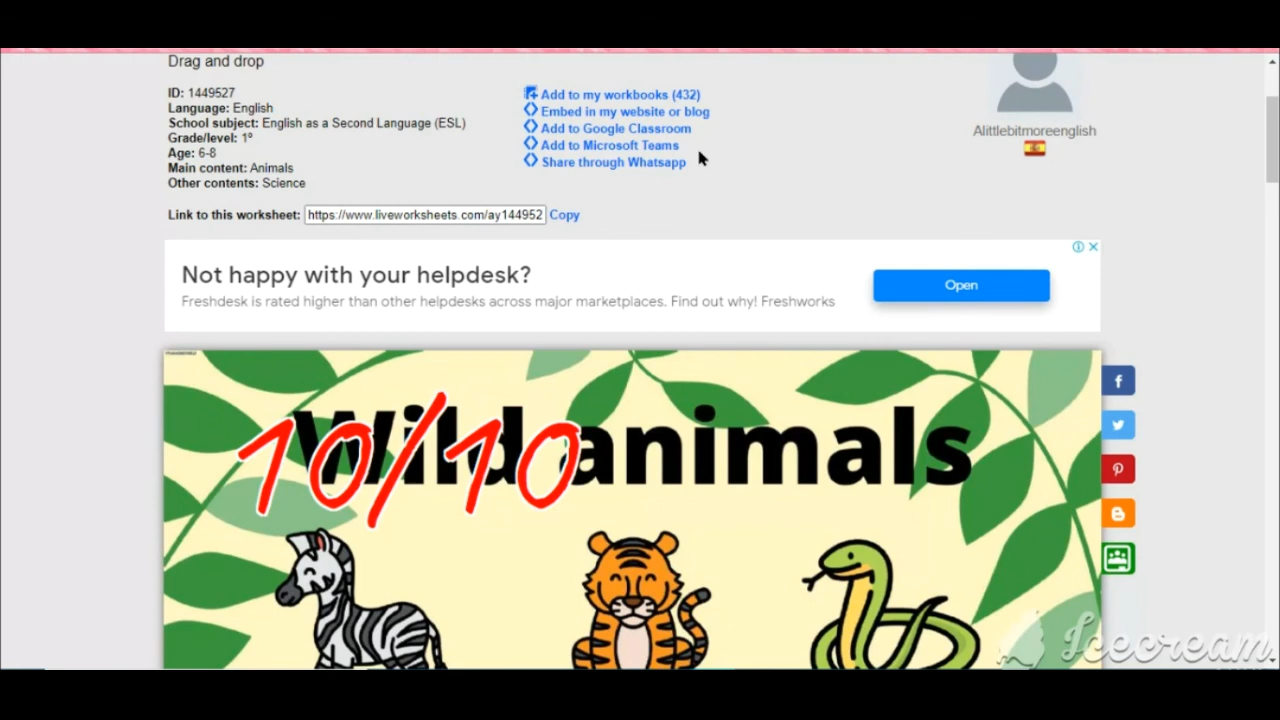 Drag and drop
ID: 1449527
Language: English
School subject: English as a Second Language (ESL)
Grade/level: 1º
Age: 6-8
Main content: Animals
Other contents: Science
Add to my workbooks (432)
Embed in my website or blog
Add to Google Classroom
Add to Microsoft Teams
Share through Whatsapp
Alittlebitmoreenglish
Link to this worksheet: https://www.liveworksheets.com/ay144952 Copy
Not happy with your helpdesk?
Freshdesk is rated higher than other helpdesks across major marketplaces. Find out why! Freshworks
Open
Wild animals
10/10
Icecream